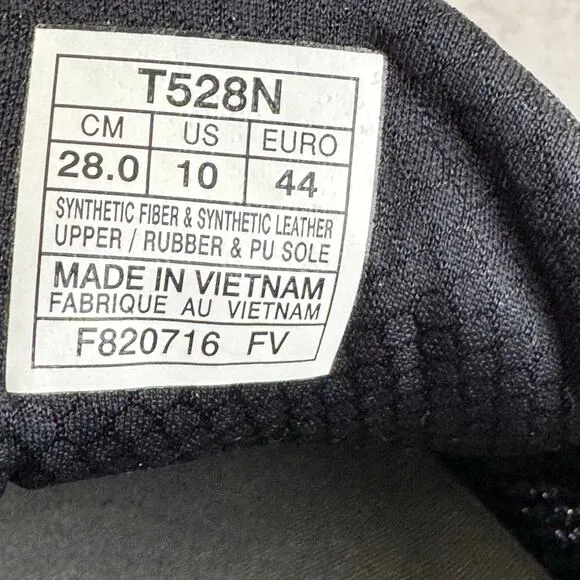 T528N
CM US EURO
28.0 10 44
SYNTHETIC FIBER & SYNTHETIC LEATHER
UPPER / RUBBER & PU SOLE
MADE IN VIETNAM
FABRIQUE AU VIETNAM
F820716 FV